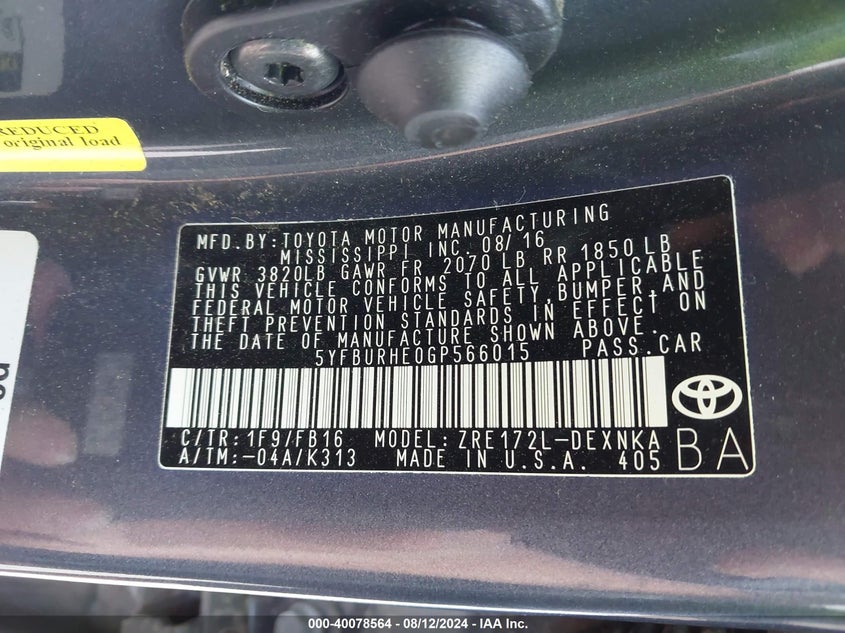 REDUCED
original load
MFD.BY:TOYOTA MOTOR MANUFACTURING
MISSISSIPPI INC. 08/16
GVWR 3820LB GAWR FR 2070 LB RR 1850 LB
THIS VEHICLE CONFORMS TO ALL APPLICABLE
FEDERAL MOTOR VEHICLE SAFETY,BUMPER,AND
THEFT PREVENTION STANDARDS IN EFFECT ON
THE DATE OF MANUFACTURE SHOWN ABOVE.
5YFBURHE0GP566015 PASS.CAR
C/TR:1F9/FB16 MODEL:ZRE172L-DEXNKA
A/TM:-04A/K313 MADE IN U.S.A. 405
BA
000-40078564 - 08/12/2024 - IAA Inc.